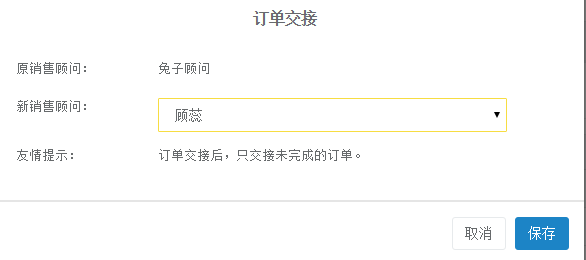 订单交接
原销售顾问： 兔子顾问
新销售顾问： 顾蕊
友情提示： 订单交接后，只交接未完成的订单。
取消 保存